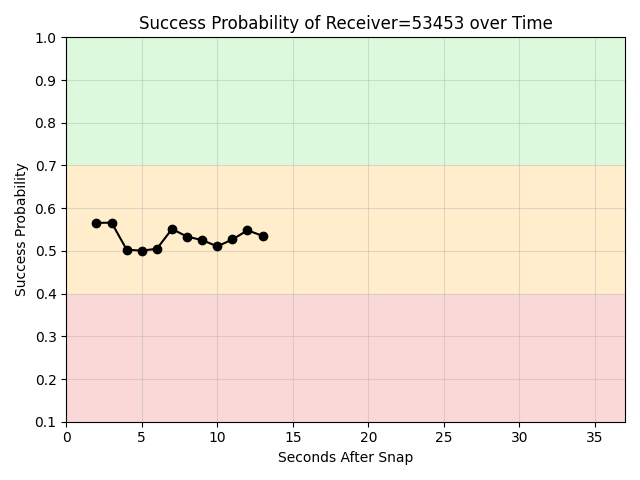 Success Probability of Receiver=53453 over Time
1.0
0.9
0.8
0.7
0.6
0.5
0.4
0.3
0.2
0.1
Success Probability
0 5 10 15 20 25 30 35
Seconds After Snap